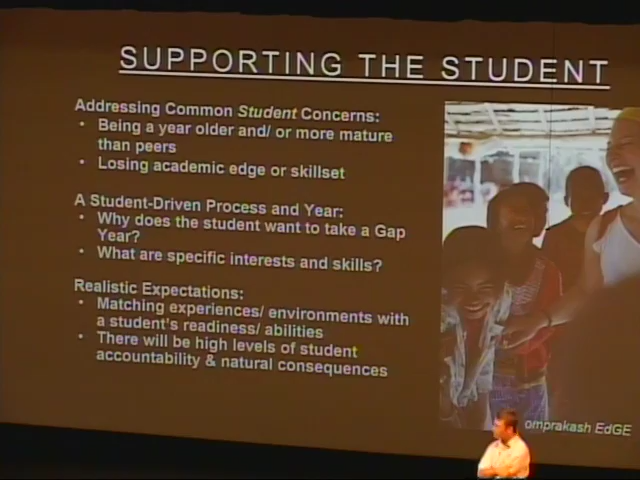 SUPPORTING THE STUDENT
Addressing Common Student Concerns:
• Being a year older and/ or more mature
than peers
• Losing academic edge or skillset
A Student-Driven Process and Year:
• Why does the student want to take a Gap
Year?
• What are specific interests and skills?
Realistic Expectations:
• Matching experiences/ environments with
a student's readiness/ abilities
• There will be high levels of student
accountability & natural consequences
omprakash EdGE